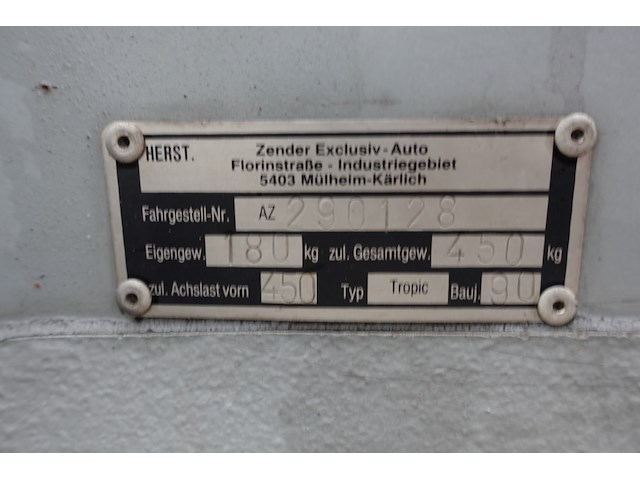 HERST. Zender Exclusiv-Auto
Florinstraße - Industriegebiet
5403 Mülheim-Kärlich
Fahrgestell-Nr. AZ 290128
Eigengew. 180 kg zul. Gesamtgew. 450 kg
zul. Achslast vorn 450 Typ Tropic Bauj. 90